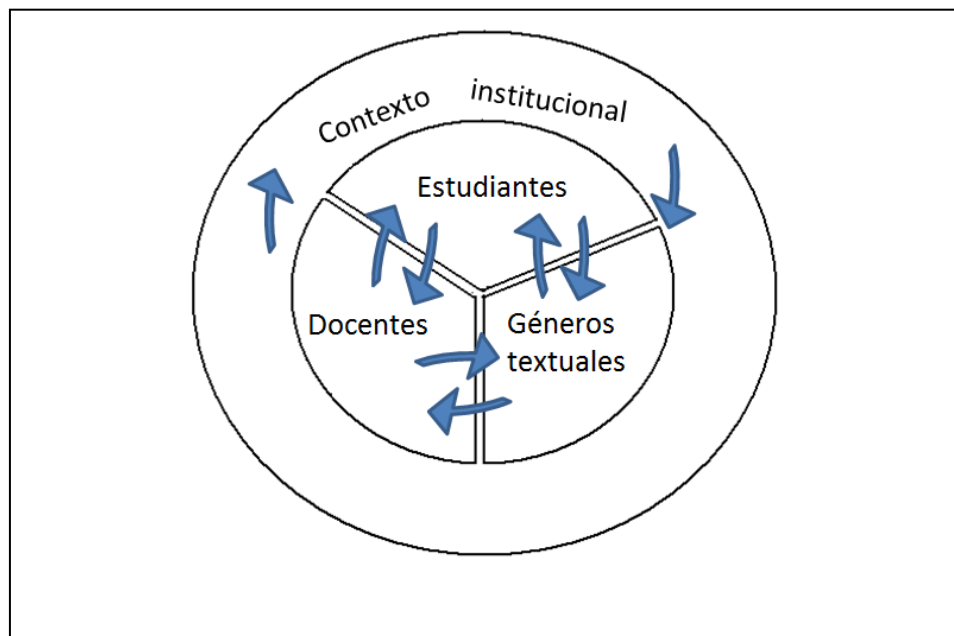 Contexto institucional
Estudiantes
Docentes
Géneros
textuales